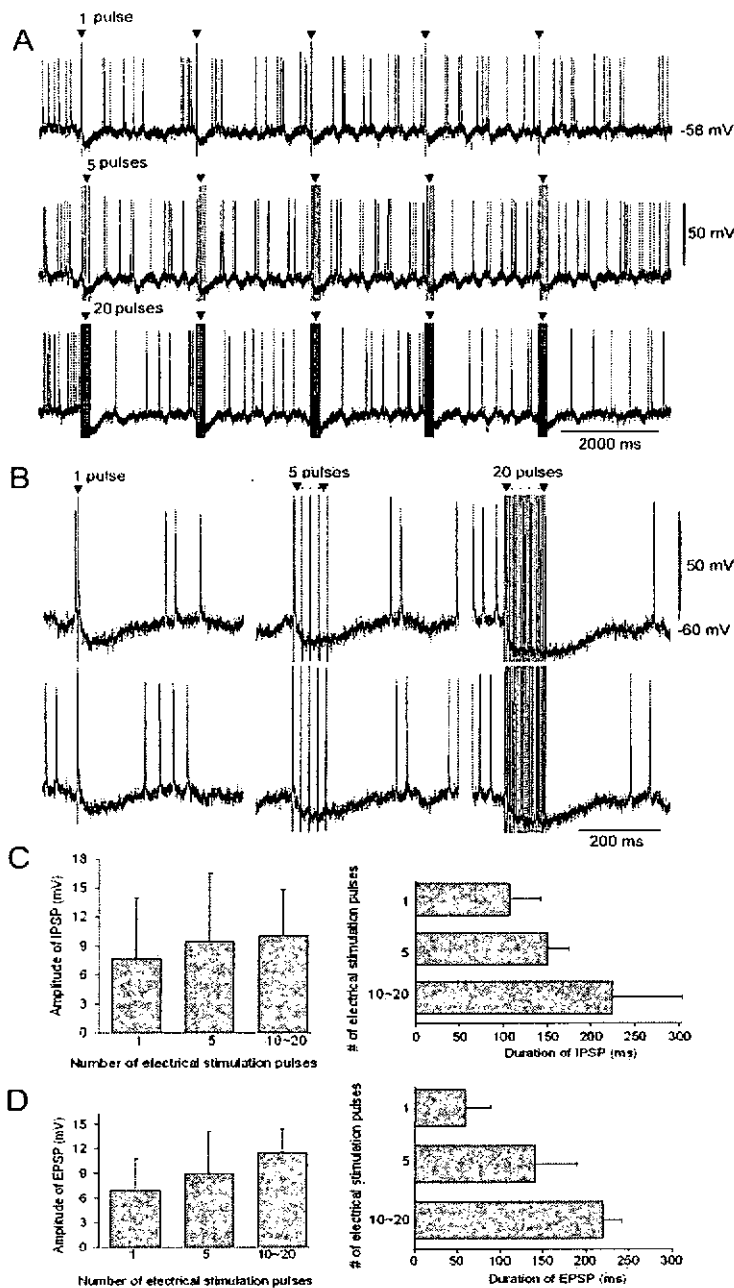 A
1 pulse
-56 mV
5 pulses
50 mV
20 pulses
2000 ms
B
1 pulse
5 pulses
20 pulses
50 mV
-60 mV
200 ms
C
Amplitude of IPSP (mV)
18
15
12
9
6
3
0
1
5
10~20
Number of electrical stimulation pulses
# of electrical stimulation pulses
1
5
10~20
0
50
100
150
200
250
300
Duration of IPSP (ms)
D
Amplitude of EPSP (mV)
15
12
9
6
3
0
1
5
10~20
Number of electrical stimulation pulses
# of electrical stimulation pulses
1
5
10~20
0
50
100
150
200
250
300
Duration of EPSP (ms)